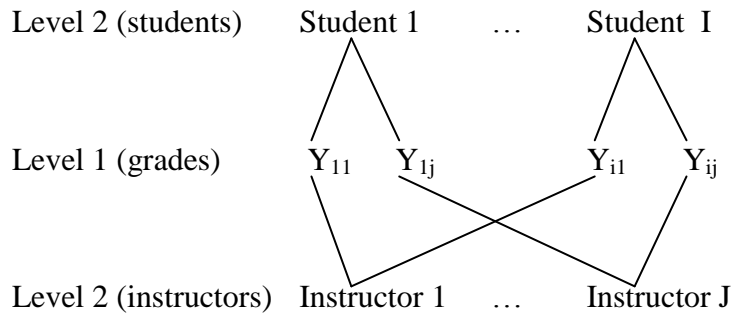 Level 2 (students) Student 1 … Student I
Level 1 (grades) Y₁₁ Y₁ⱼ Yᵢ₁ Yᵢⱼ
Level 2 (instructors) Instructor 1 … Instructor J